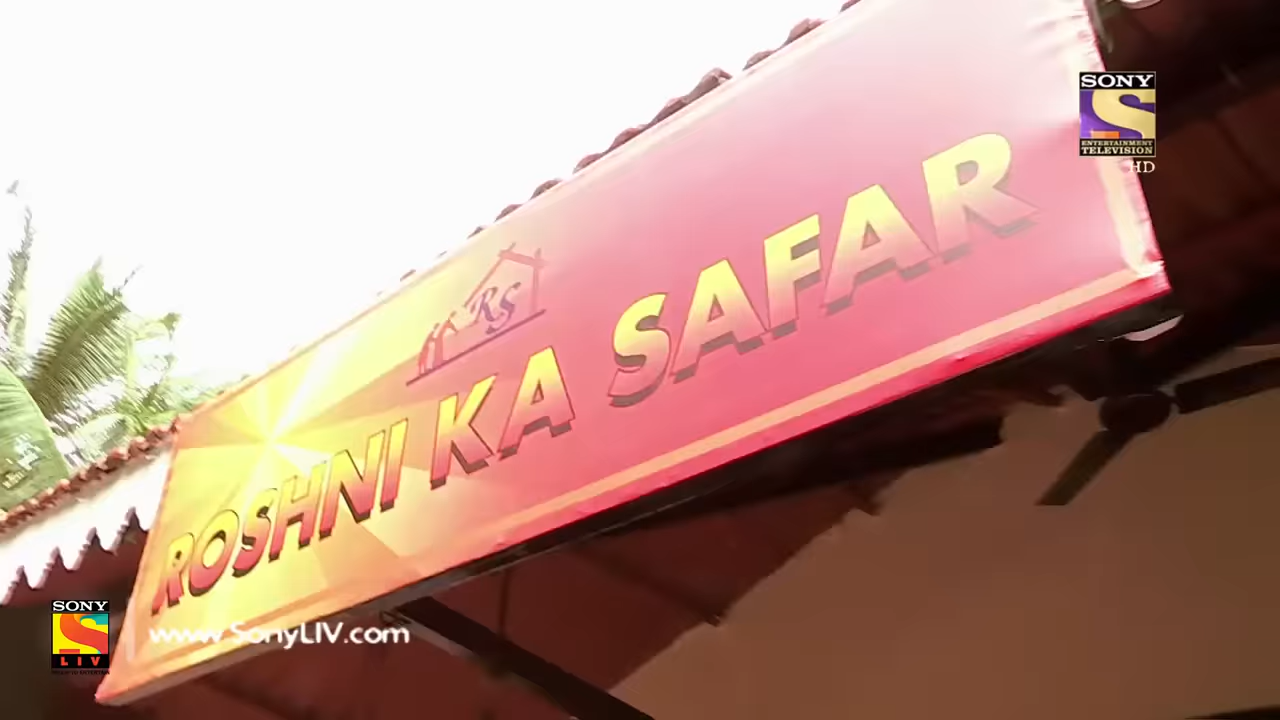 SONY
ENTERTAINMENT
TELEVISION
HD
RS
ROSHNI KA SAFAR
SONY
LIV
www.SonyLIV.com